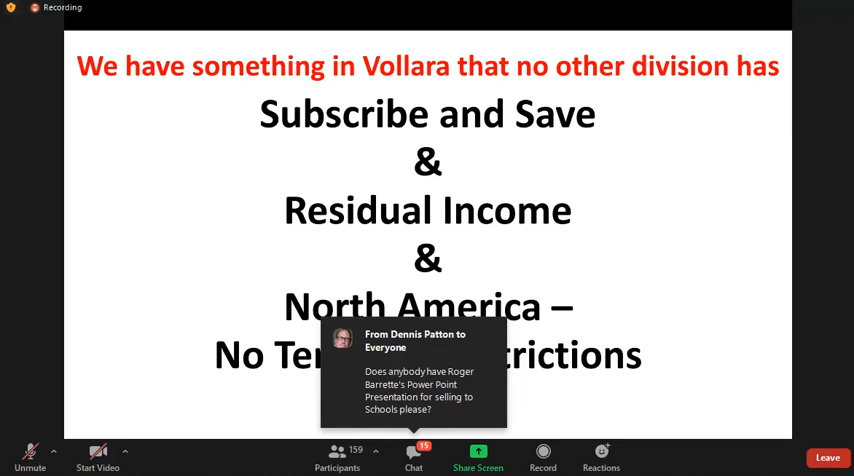 Recording
We have something in Vollara that no other division has
Subscribe and Save
&
Residual Income
&
North America –
From Dennis Patton to
Everyone
Does anybody have Roger
Barrette's Power Point
Presentation for selling to
Schools please?
No
15
159
Unmute
Start Video
Participants
Chat
Share Screen
Record
Reactions
Leave